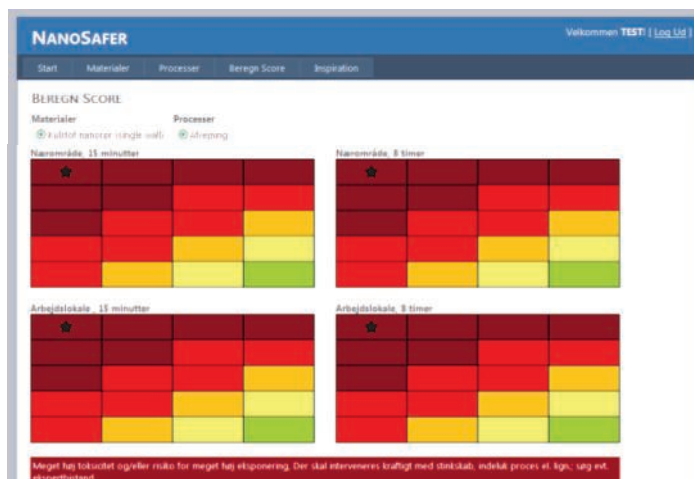 NANOSAFER
Velkommen TEST! [ Log Ud ]
Start Materialer Processer Beregn Score Inspiration
BEREGN SCORE
Materialer Processer
Kulstof nanorør (single wall) Afvejning
Nærområde, 15 minutter Nærområde, 8 timer
Arbejdslokale , 15 minutter Arbejdslokale, 8 timer
Meget høj toksicitet og/eller risiko for meget høj eksponering. Der skal interveneres kraftigt med stinkskab, indeluk proces el. lign.; søg evt.
ekspertbistand